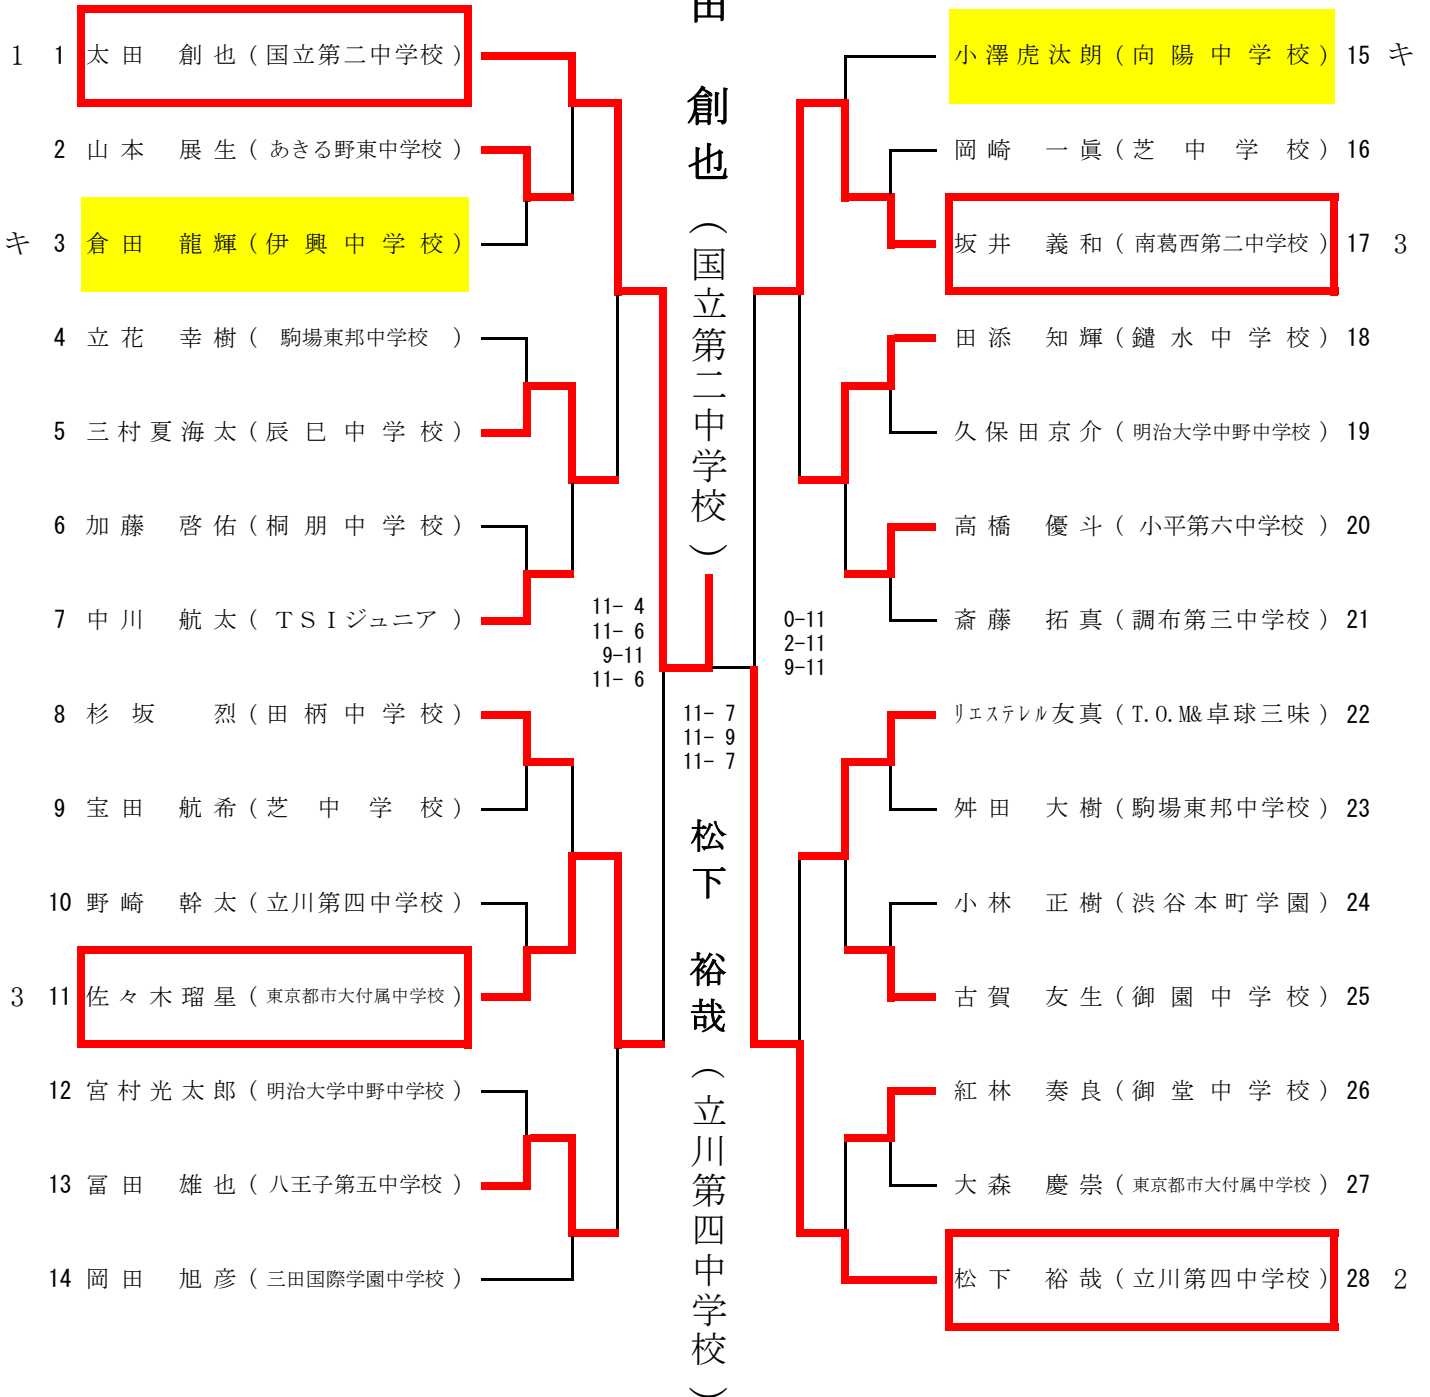 1 1 太田 創也 ( 国立第二中学校 )
2 山本 展生 ( あきる野東中学校 )
キ 3 倉田 龍輝 ( 伊興中学校 )
4 立花 幸樹 ( 駒場東邦中学校 )
5 三村夏海太 ( 辰巳中学校 )
6 加藤 啓佑 ( 桐朋中学校 )
7 中川 航太 ( TSIジュニア )
8 杉坂 烈 ( 田柄中学校 )
9 宝田 航希 ( 芝中学校 )
10 野崎 幹太 ( 立川第四中学校 )
3 11 佐々木瑠星 ( 東京都市大付属中学校 )
12 宮村光太郎 ( 明治大学中野中学校 )
13 冨田 雄也 ( 八王子第五中学校 )
14 岡田 旭彦 ( 三田国際学園中学校 )
田 創也 (国立第二中学校)
11- 4
11- 6
9-11
11- 6
0-11
2-11
9-11
11- 7
11- 9
11- 7
松下 裕哉 (立川第四中学校)
小澤虎汰朗 ( 向陽中学校 ) 15 キ
岡崎 一眞 ( 芝中学校 ) 16
坂井 義和 ( 南葛西第二中学校 ) 17 3
田添 知輝 ( 鑓水中学校 ) 18
久保田京介 ( 明治大学中野中学校 ) 19
高橋 優斗 ( 小平第六中学校 ) 20
斎藤 拓真 ( 調布第三中学校 ) 21
リエステレル友真 ( T.O.M&卓球三味 ) 22
舛田 大樹 ( 駒場東邦中学校 ) 23
小林 正樹 ( 渋谷本町学園 ) 24
古賀 友生 ( 御園中学校 ) 25
紅林 奏良 ( 御堂中学校 ) 26
大森 慶崇 ( 東京都市大付属中学校 ) 27
松下 裕哉 ( 立川第四中学校 ) 28 2